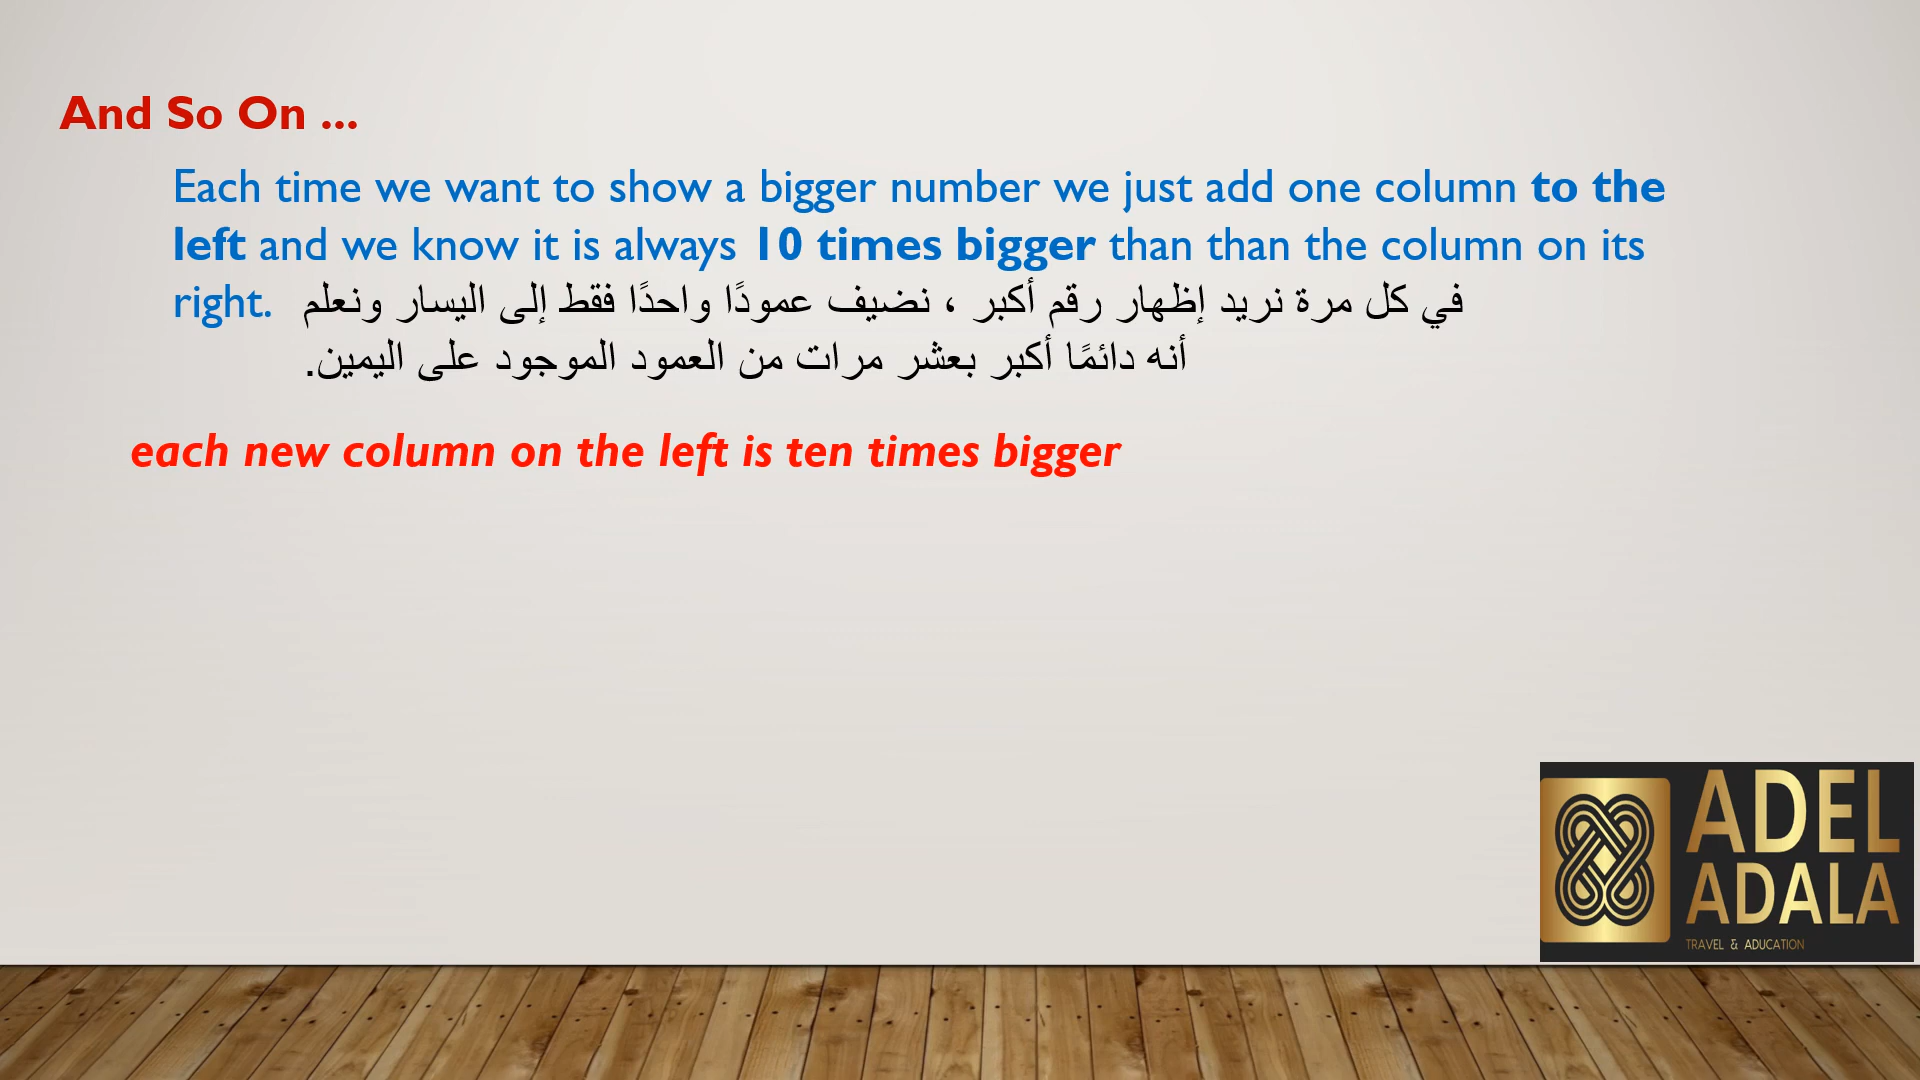 And So On ...
Each time we want to show a bigger number we just add one column to the
left and we know it is always 10 times bigger than than the column on its
right. في كل مرة نريد إظهار رقم أكبر ، نضيف عمودًا واحدًا فقط إلى اليسار ونعلم
أنه دائمًا أكبر بعشر مرات من العمود الموجود على اليمين.
each new column on the left is ten times bigger
ADEL
ADALA
TRAVEL & ADUCATION